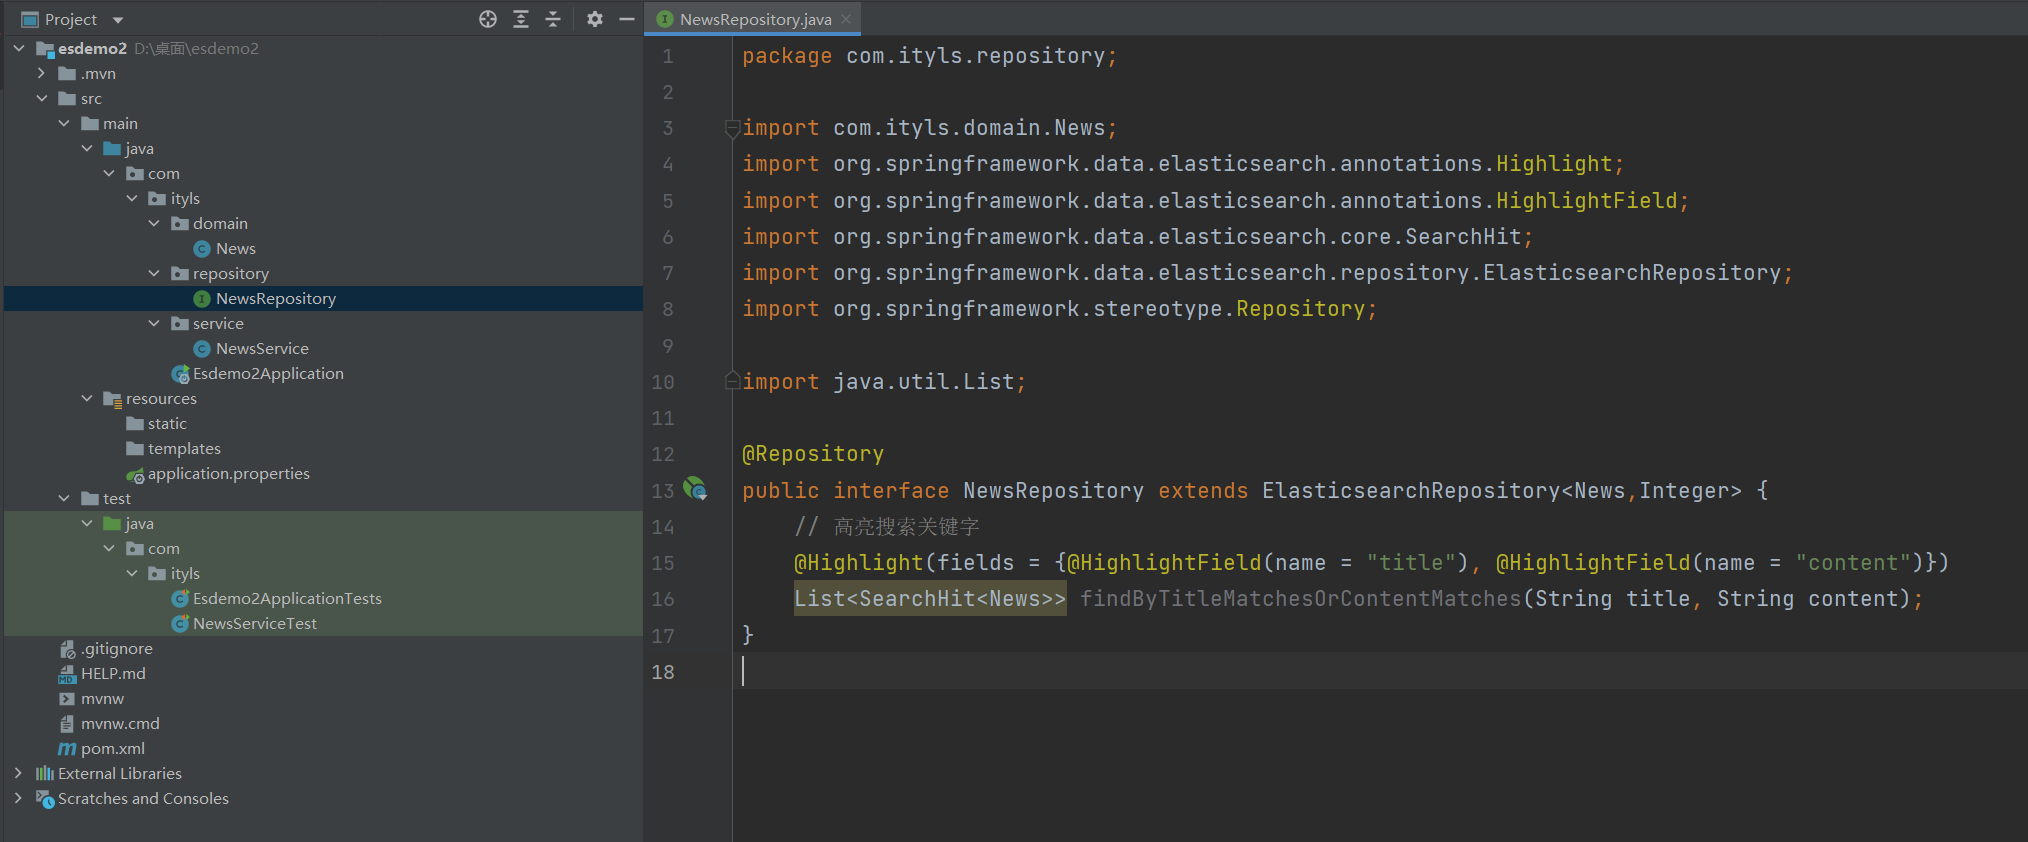 Project
esdemo2 D:\桌面\esdemo2
.mvn
src
main
java
com
ityls
domain
News
repository
NewsRepository
service
NewsService
Esdemo2Application
resources
static
templates
application.properties
test
java
com
ityls
Esdemo2ApplicationTests
NewsServiceTest
.gitignore
HELP.md
mvnw
mvnw.cmd
pom.xml
External Libraries
Scratches and Consoles
NewsRepository.java
1 package com.ityls.repository;
2
3 import com.ityls.domain.News;
4 import org.springframework.data.elasticsearch.annotations.Highlight;
5 import org.springframework.data.elasticsearch.annotations.HighlightField;
6 import org.springframework.data.elasticsearch.core.SearchHit;
7 import org.springframework.data.elasticsearch.repository.ElasticsearchRepository;
8 import org.springframework.stereotype.Repository;
9
10 import java.util.List;
11
12 @Repository
13 public interface NewsRepository extends ElasticsearchRepository<News,Integer> {
14 // 高亮搜索关键字
15 @Highlight(fields = {@HighlightField(name = "title"), @HighlightField(name = "content")})
16 List<SearchHit<News>> findByTitleMatchesOrContentMatches(String title, String content);
17 }
18